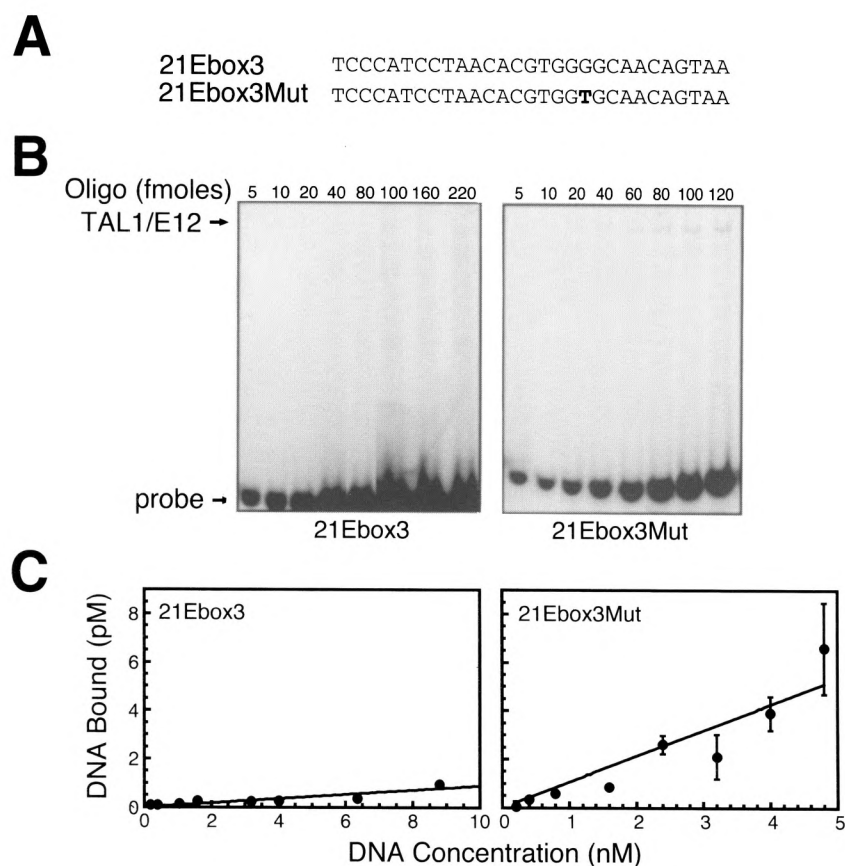 A
21Ebox3 TCCCATCCTAACACGTGGGGCAACAGTAA
21Ebox3Mut TCCCATCCTAACACGTGGTGCAACAGTAA
B
Oligo (fmoles) 5 10 20 40 80 100 160 220 5 10 20 40 60 80 100 120
TAL1/E12
probe
21Ebox3 21Ebox3Mut
C
DNA Bound (pM)
21Ebox3 21Ebox3Mut
8
6
4
2
0
0 2 4 6 8 10 0 1 2 3 4 5
DNA Concentration (nM)